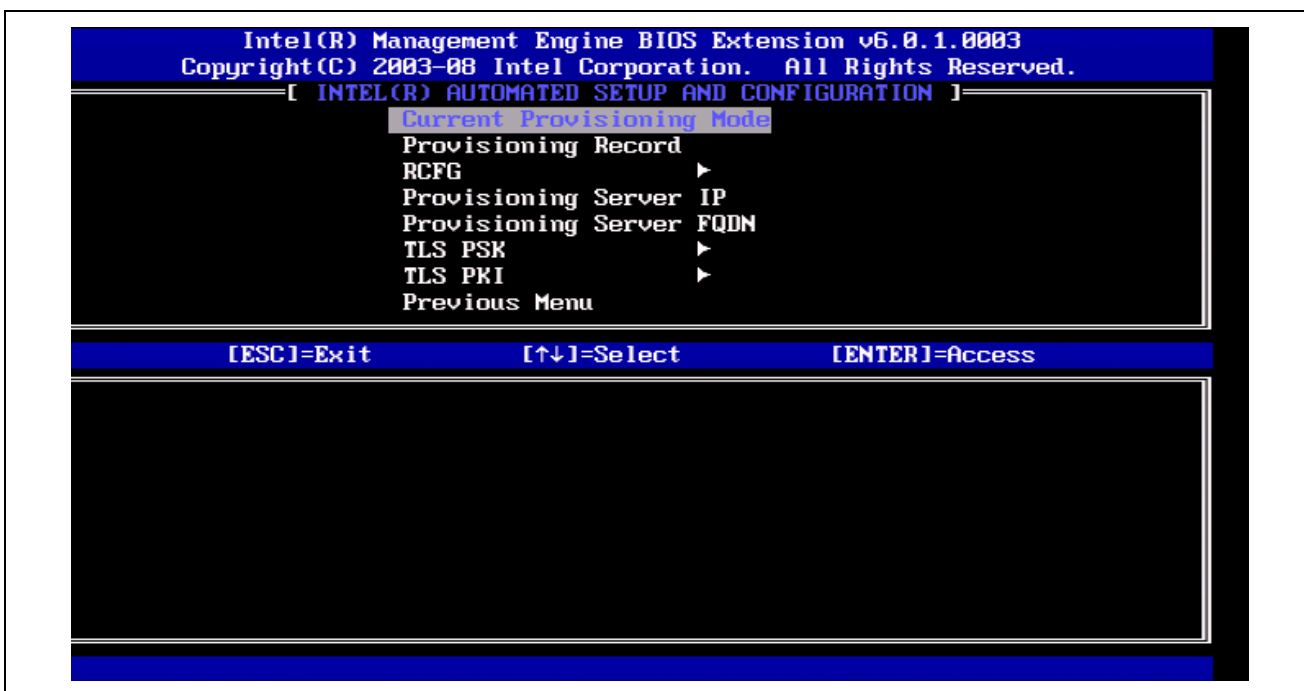 Intel(R) Management Engine BIOS Extension v6.0.1.0003
Copyright(C) 2003-08 Intel Corporation. All Rights Reserved.
[ INTEL(R) AUTOMATED SETUP AND CONFIGURATION ]
Current Provisioning Mode
Provisioning Record
RCFG ►
Provisioning Server IP
Provisioning Server FQDN
TLS PSK ►
TLS PKI ►
Previous Menu
[ESC]=Exit [↑↓]=Select [ENTER]=Access